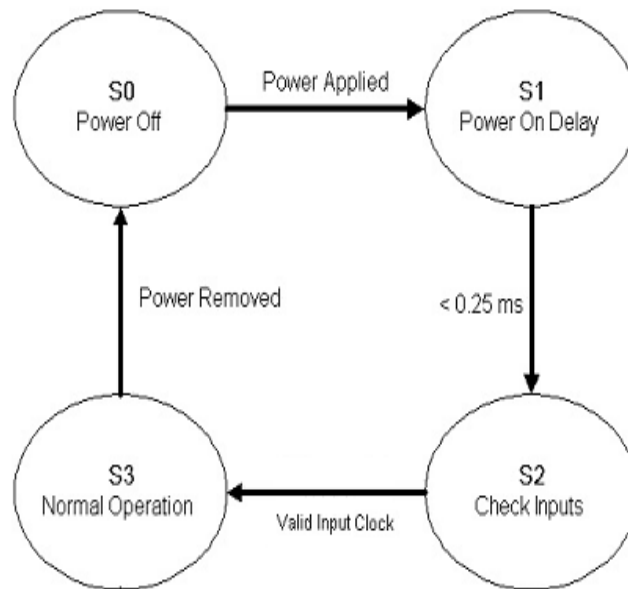 S0
Power Off
Power Applied
S1
Power On Delay
Power Removed
< 0.25 ms
S3
Normal Operation
Valid Input Clock
S2
Check Inputs